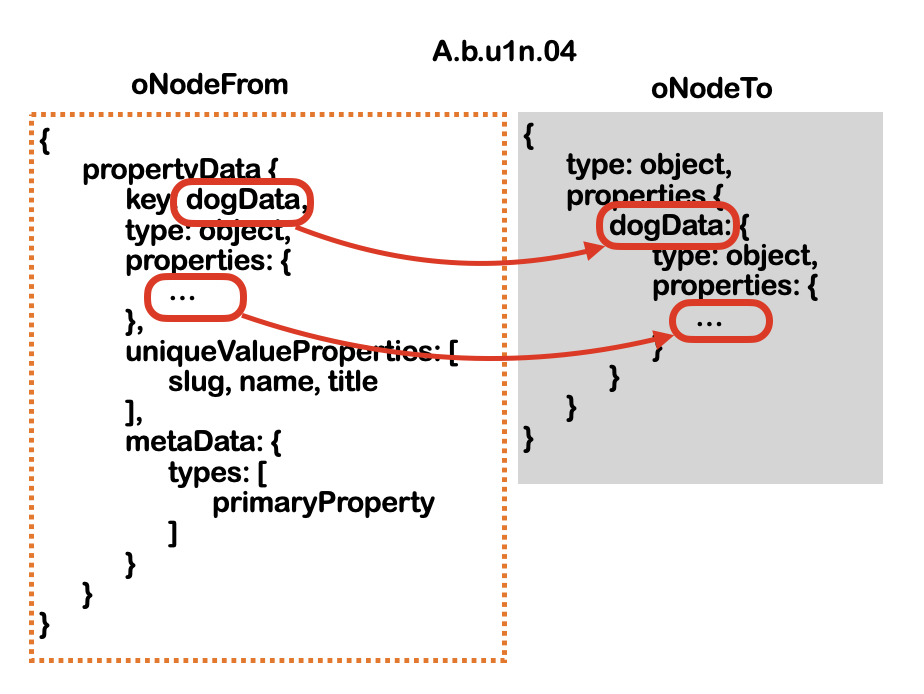 A.b.u1n.04
oNodeFrom
{
propertyData {
key: dogData,
type: object,
properties: {
...
},
uniqueValueProperties: [
slug, name, title
],
metaData: {
types: [
primaryProperty
]
}
}
}
oNodeTo
{
type: object,
properties {
dogData: {
type: object,
properties: {
...
}
}
}
}